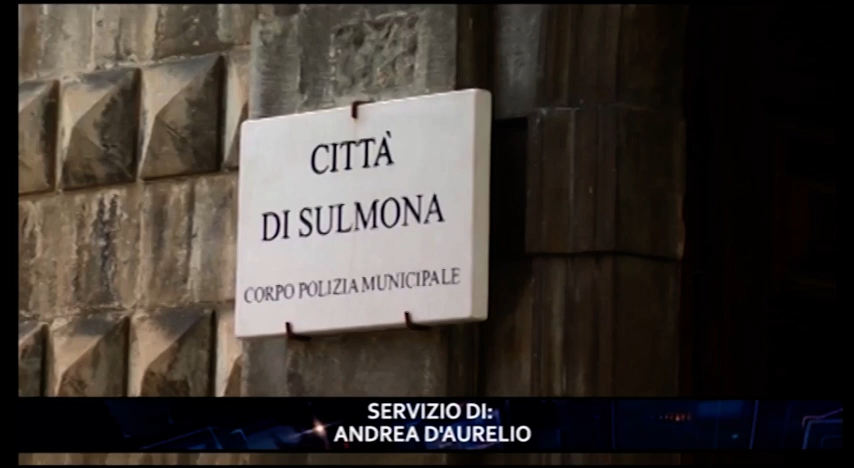 CITTÀ
DI SULMONA
CORPO POLIZIA MUNICIPALE
SERVIZIO DI:
ANDREA D'AURELIO